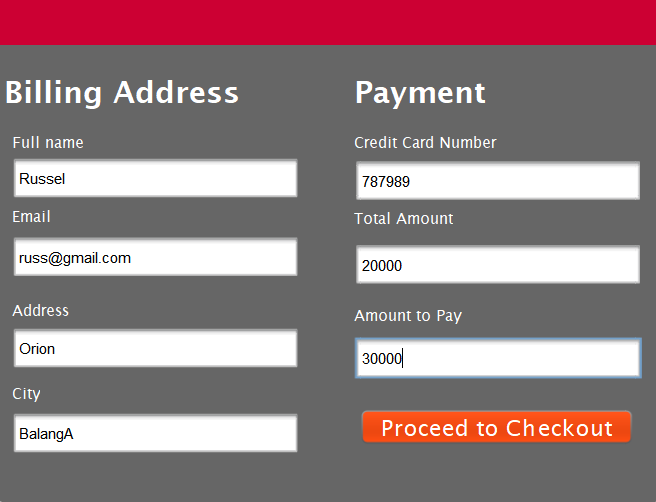 Billing Address
Full name
Russel
Email
russ@gmail.com
Address
Orion
City
BalangA
Payment
Credit Card Number
787989
Total Amount
20000
Amount to Pay
30000
Proceed to Checkout